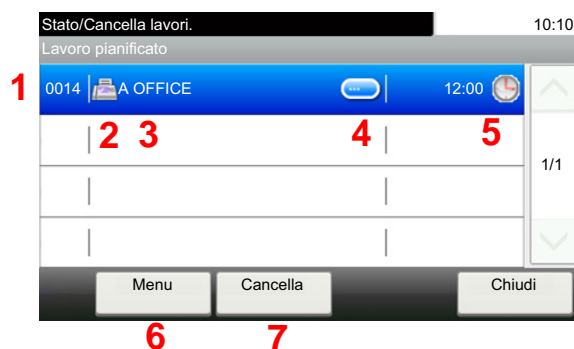 Stato/Cancella lavori. 10:10
Lavoro pianificato
1 0014 A OFFICE ... 12:00
2 3 4 5
1/1
Menu Cancella Chiudi
6 7